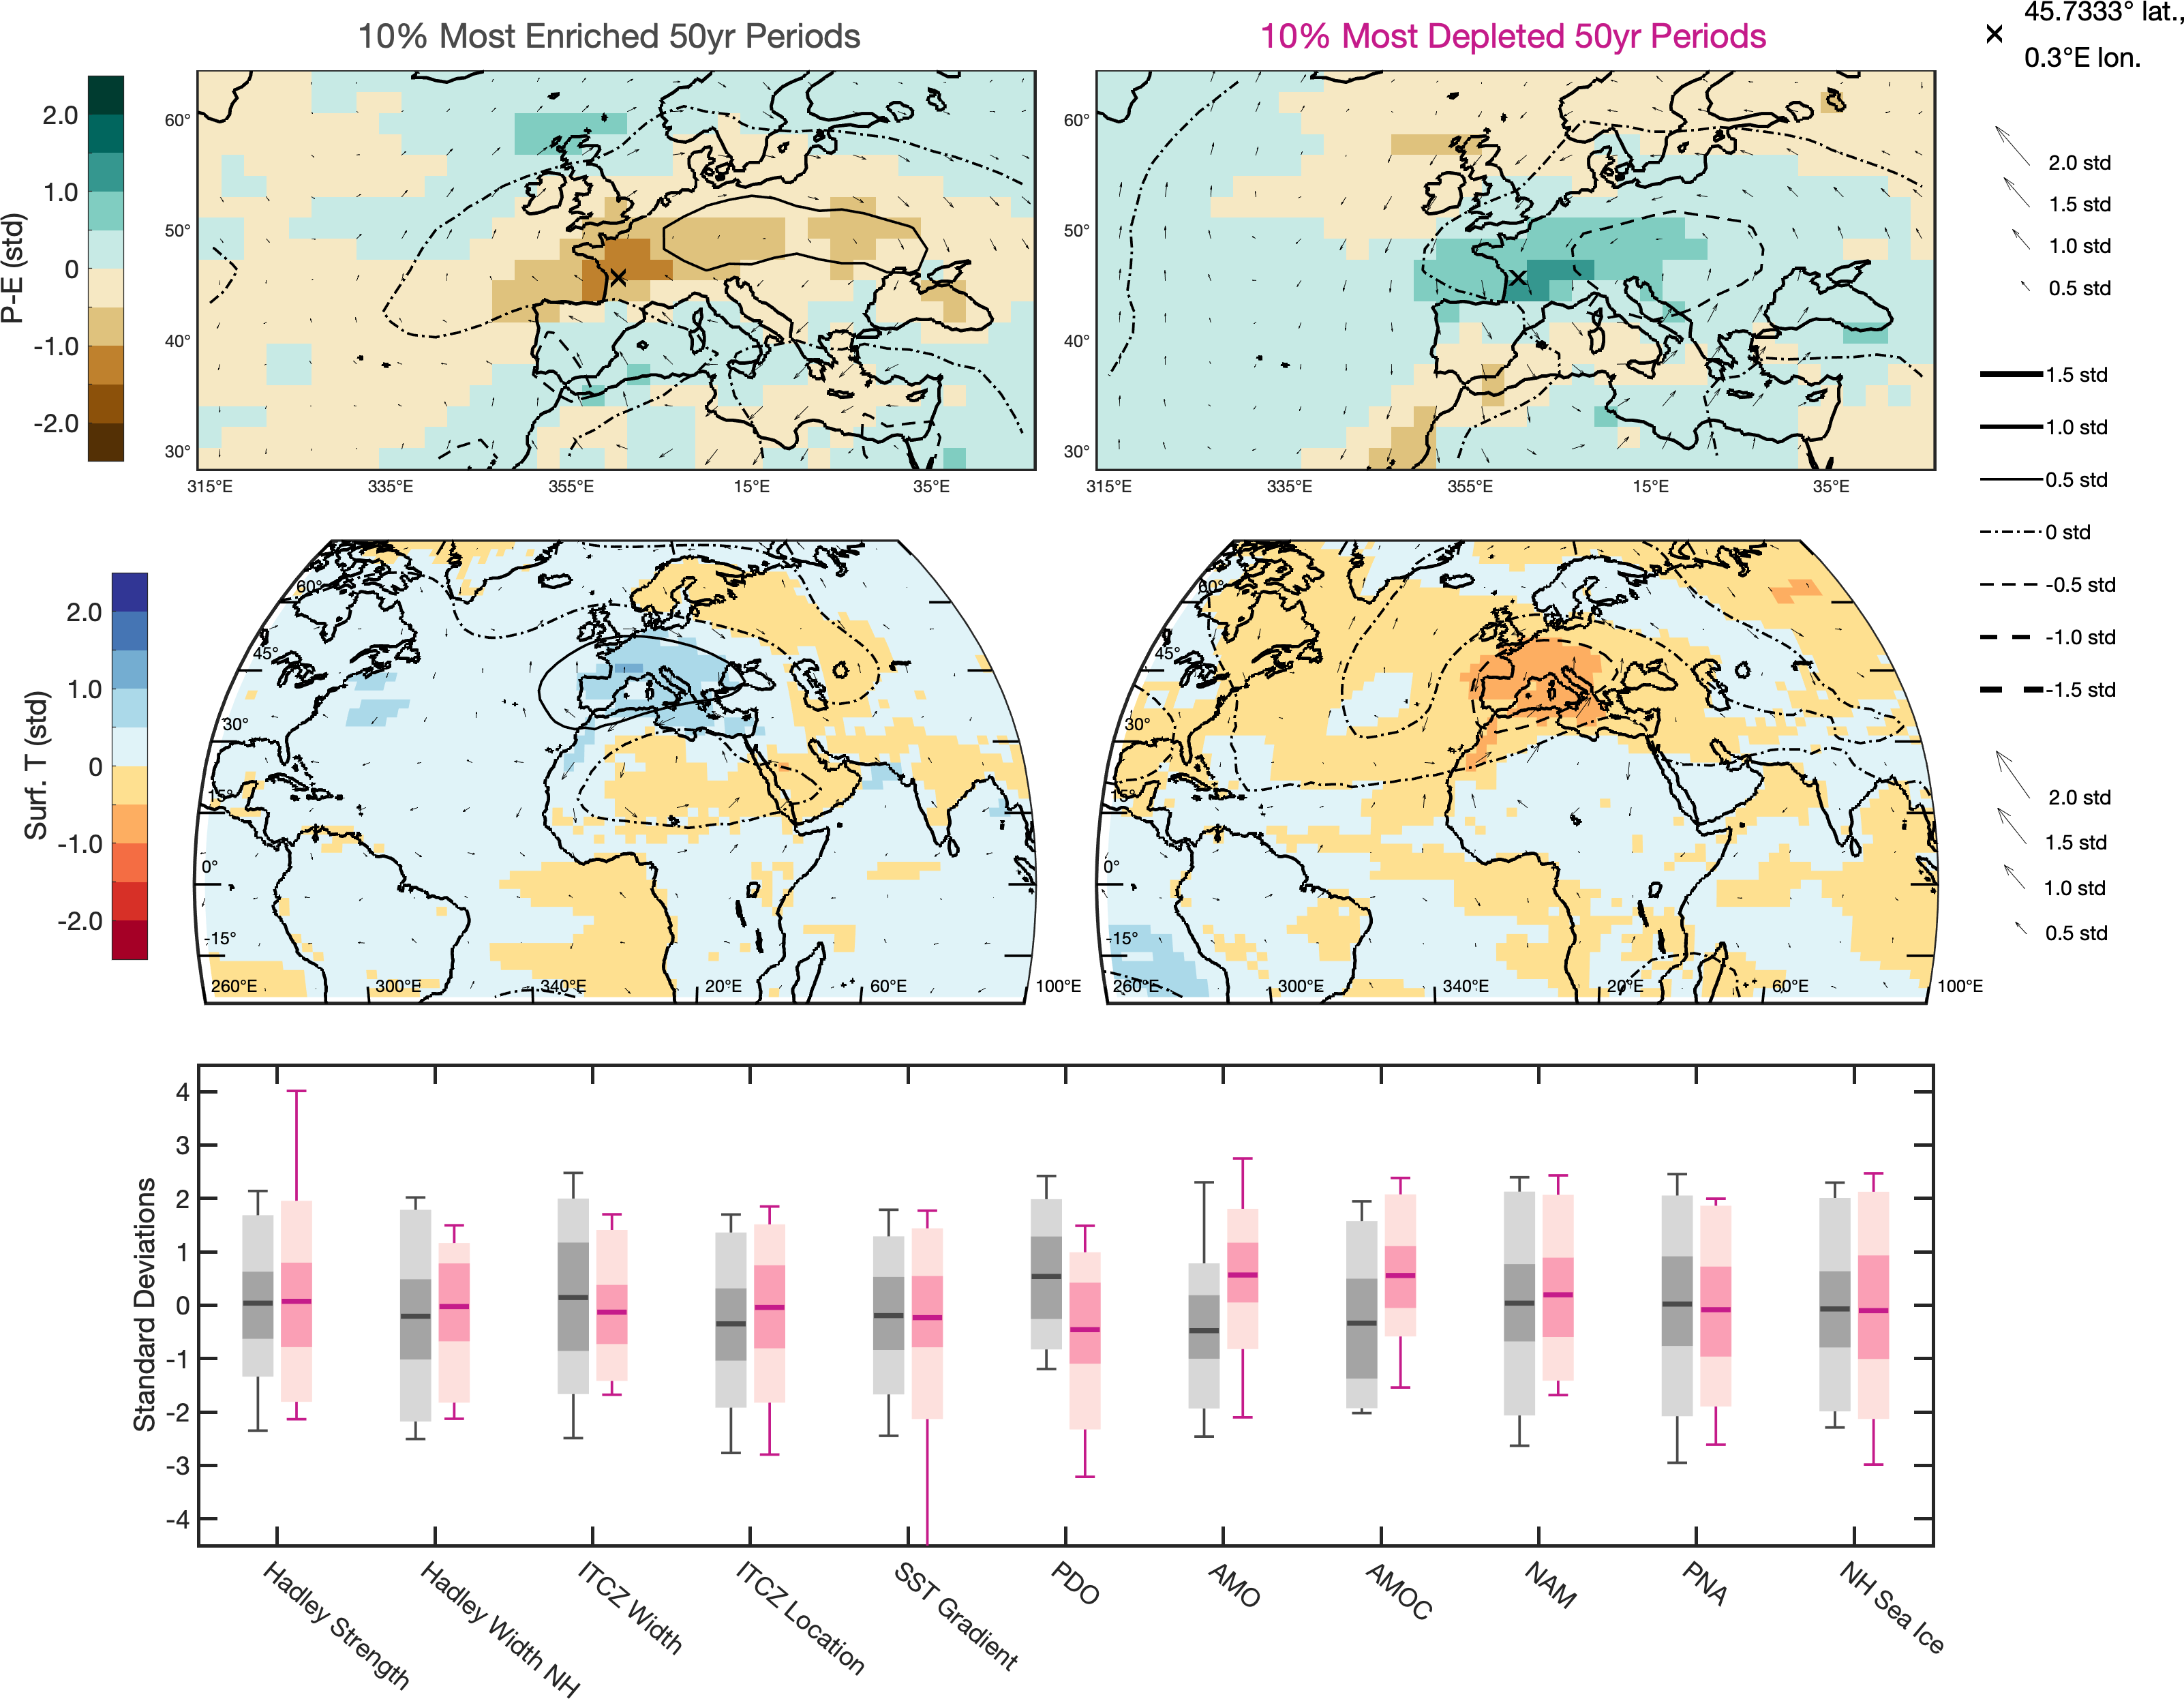 10% Most Enriched 50yr Periods
10% Most Depleted 50yr Periods
45.7333° lat.,
0.3°E lon.
P-E (std)
2.0
1.0
0
-1.0
-2.0
60°
50°
40°
30°
315°E
335°E
355°E
15°E
35°E
60°
50°
40°
30°
315°E
335°E
355°E
15°E
35°E
2.0 std
1.5 std
1.0 std
0.5 std
1.5 std
1.0 std
0.5 std
0 std
-0.5 std
-1.0 std
-1.5 std
Surf. T (std)
2.0
1.0
0
-1.0
-2.0
60°
45°
30°
15°
0°
-15°
260°E
300°E
340°E
20°E
60°E
100°E
60°
45°
30°
15°
0°
-15°
260°E
300°E
340°E
20°E
60°E
100°E
2.0 std
1.5 std
1.0 std
0.5 std
Standard Deviations
4
3
2
1
0
-1
-2
-3
-4
Hadley Strength
Hadley Width NH
ITCZ Width
ITCZ Location
SST Gradient
PDO
AMO
AMOC
NAM
PNA
NH Sea Ice